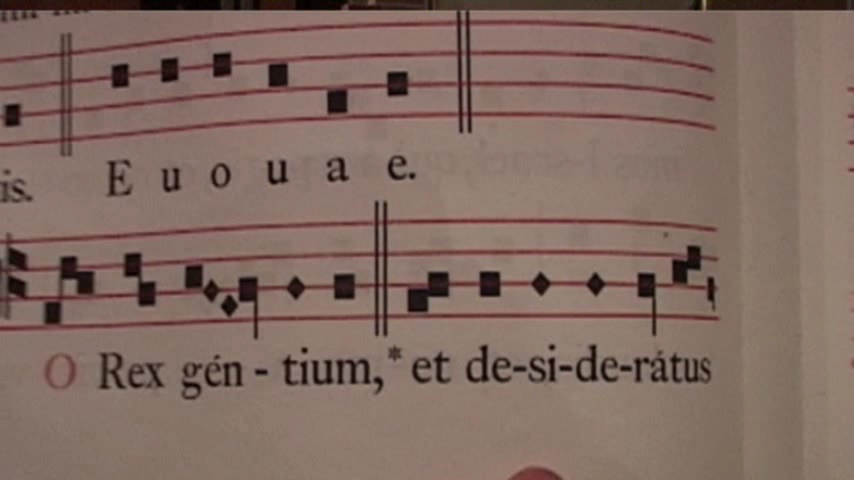 is. E u o u a e.
O Rex gén - tium,* et de-si-de-rátus